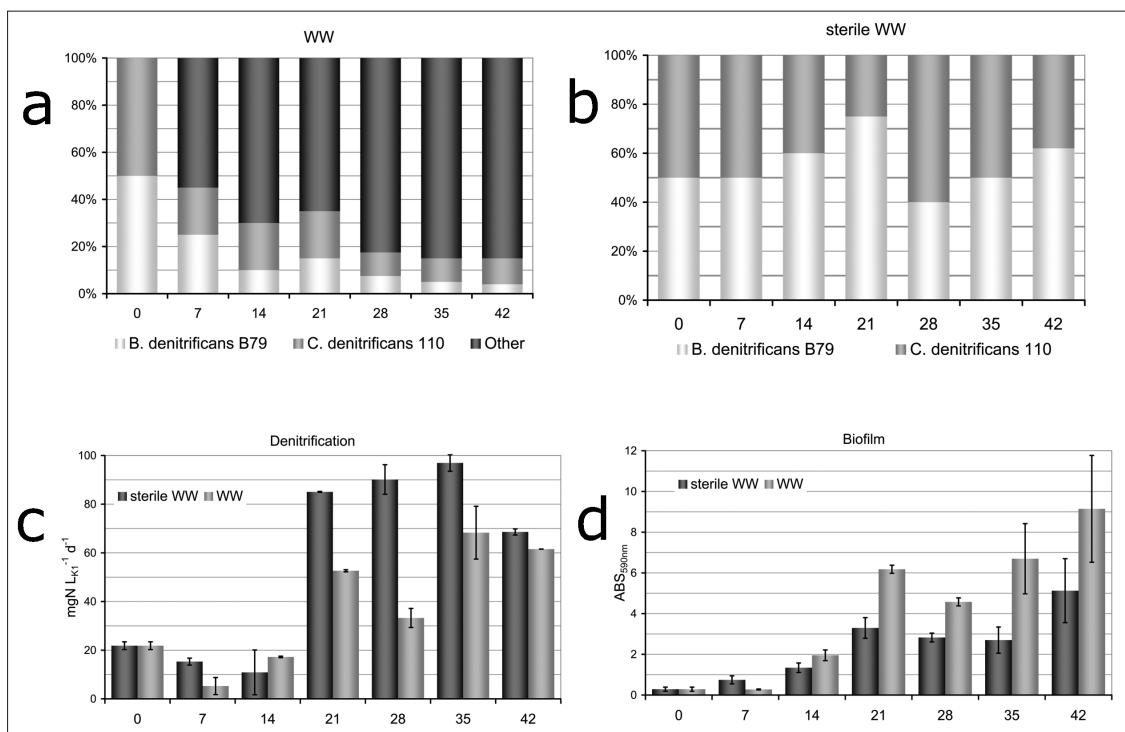 a
WW
100%
80%
60%
40%
20%
0%
0 7 14 21 28 35 42
B. denitrificans B79 C. denitrificans 110 Other
b
sterile WW
100%
80%
60%
40%
20%
0%
0 7 14 21 28 35 42
B. denitrificans B79 C. denitrificans 110
c
Denitrification
mgN L_K1^-1 d^-1
100
80
60
40
20
0
sterile WW WW
0 7 14 21 28 35 42
d
Biofilm
ABS_590nm
12
10
8
6
4
2
0
sterile WW WW
0 7 14 21 28 35 42